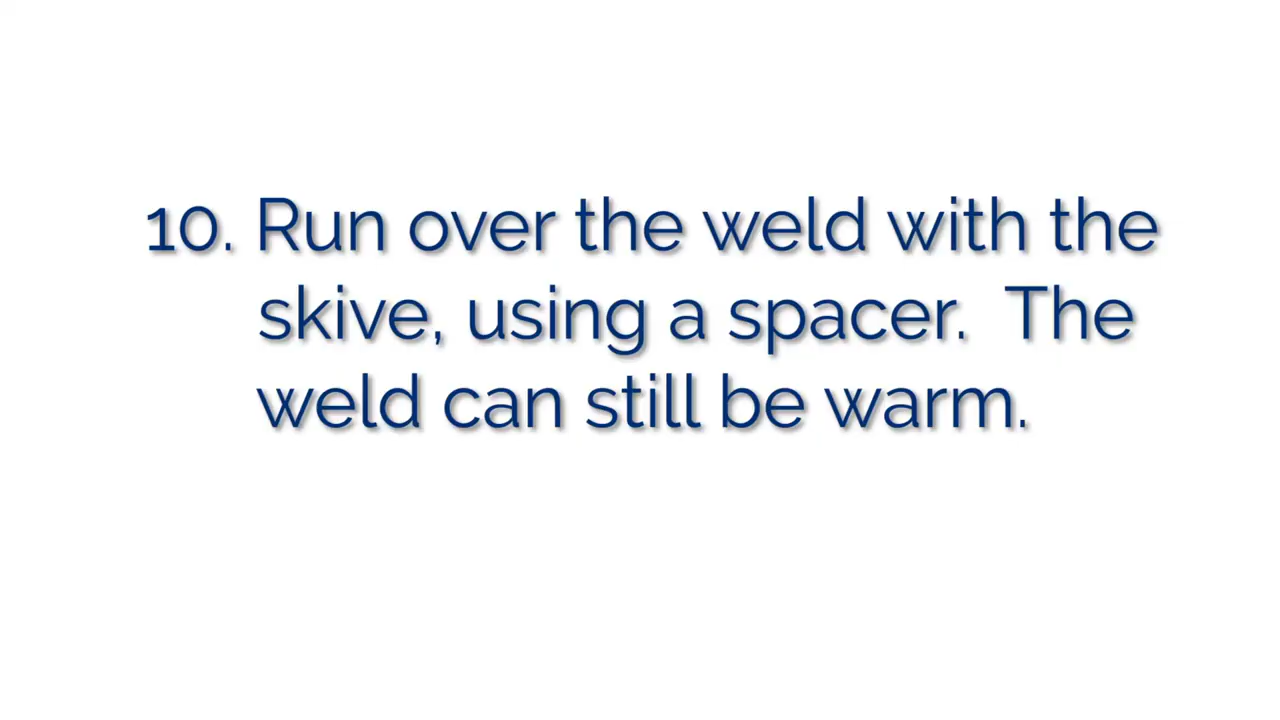 10. Run over the weld with the
skive, using a spacer.  The
weld can still be warm.